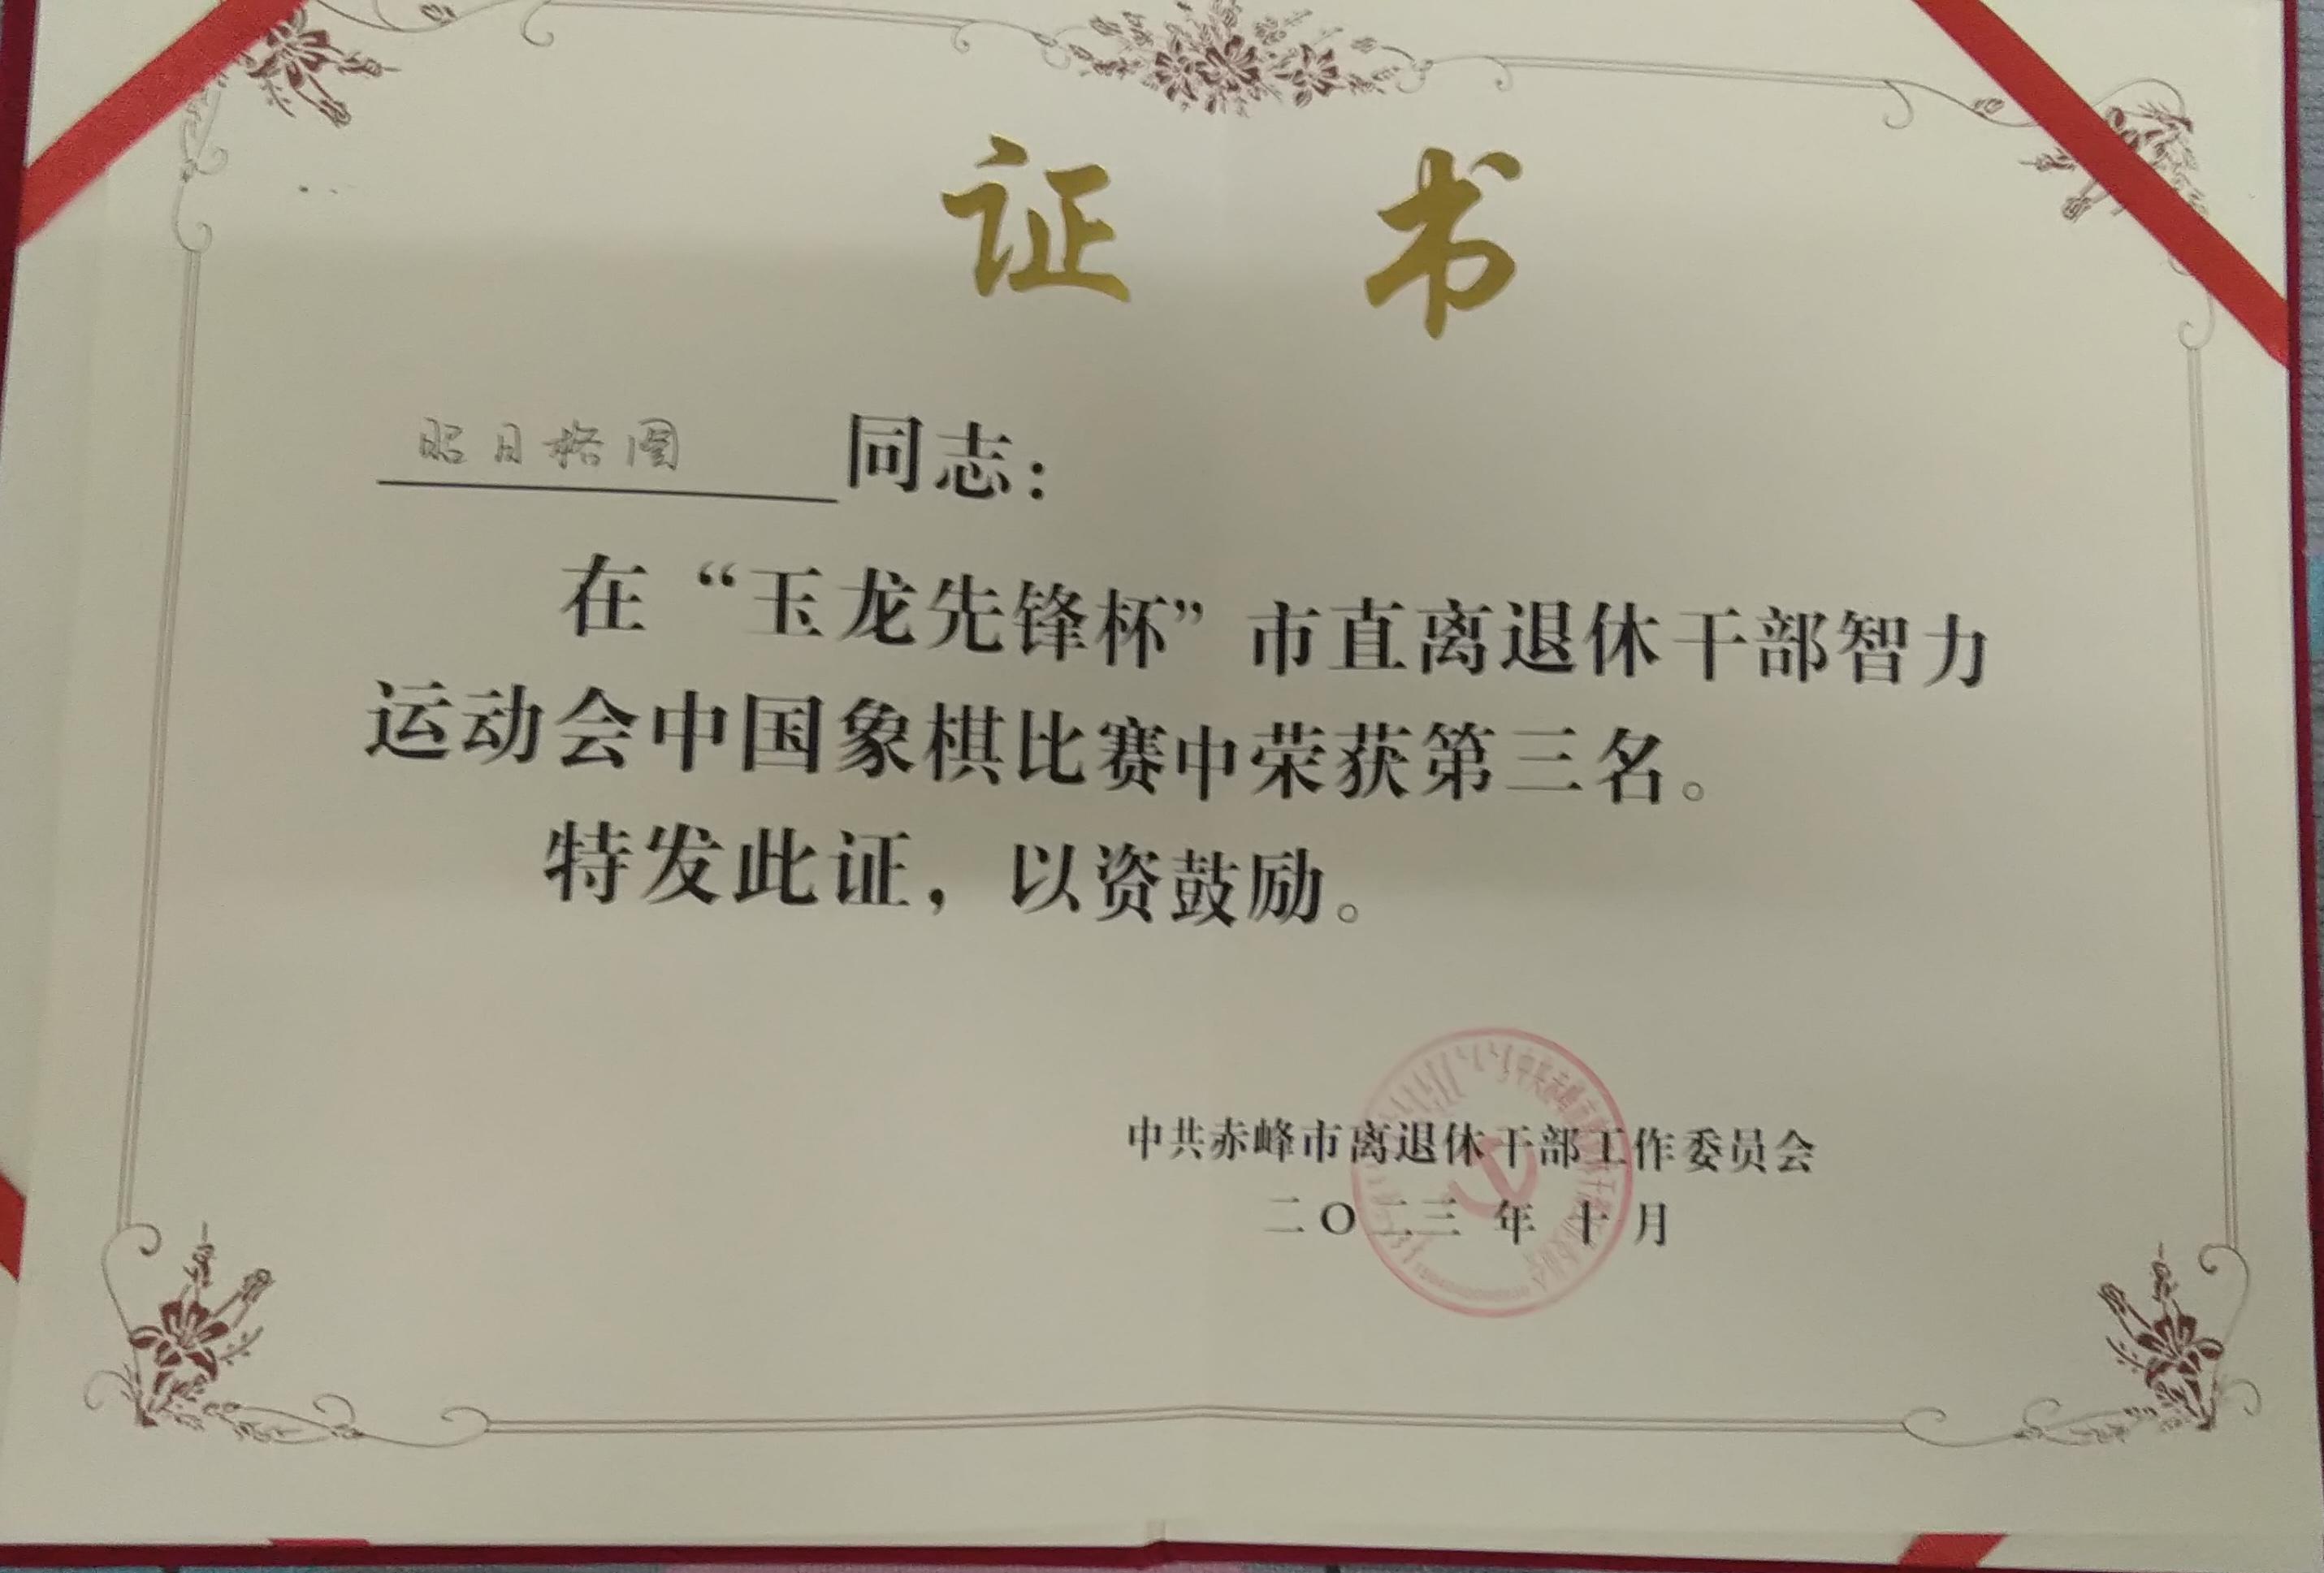 证 书
昭日格图 同志：
在“玉龙先锋杯”市直离退休干部智力
运动会中国象棋比赛中荣获第三名。
特发此证，以资鼓励。
中共赤峰市离退休干部工作委员会
二〇二三 年 十 月